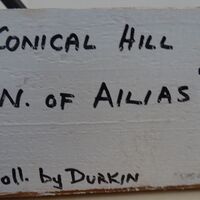 CONICAL HILL
N. OF AILIAS"
oll. by DURKIN